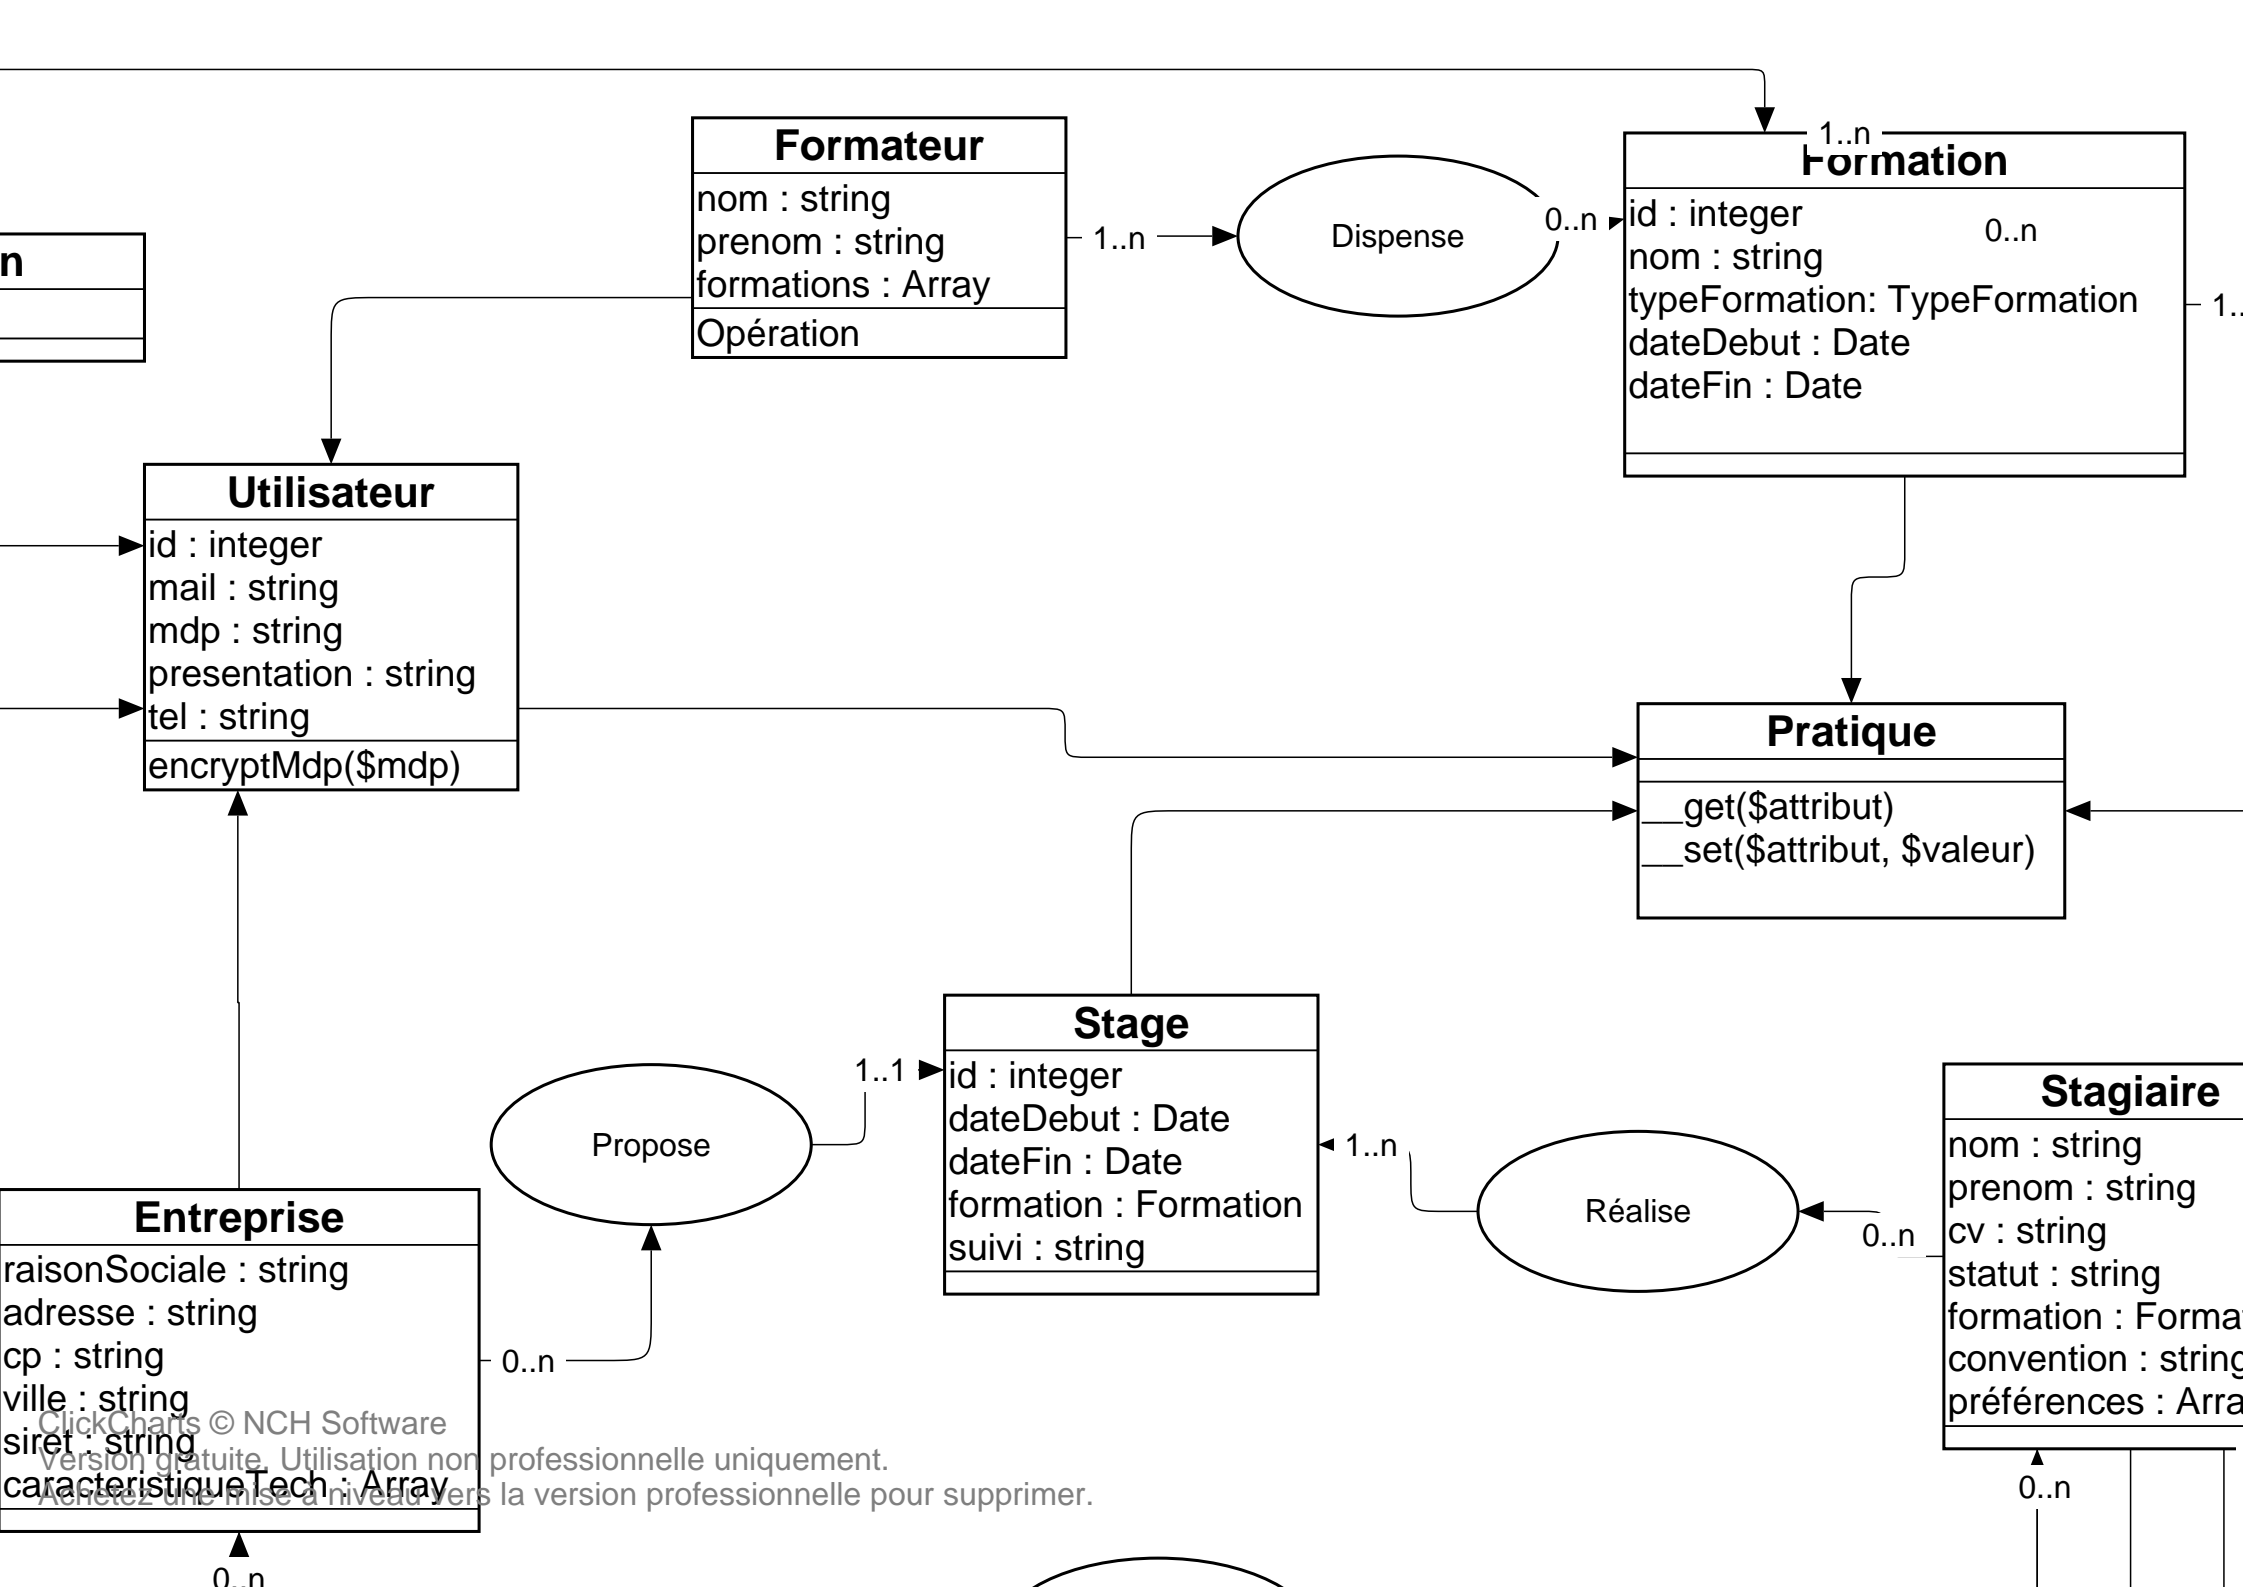 Formateur
nom : string
prenom : string
formations : Array
Opération
1..n
Dispense
0..n
1..n
Formation
id : integer
0..n
nom : string
typeFormation: TypeFormation
dateDebut : Date
dateFin : Date
1..
n
Utilisateur
id : integer
mail : string
mdp : string
presentation : string
tel : string
encryptMdp($mdp)
Pratique
__get($attribut)
__set($attribut, $valeur)
Stage
id : integer
dateDebut : Date
dateFin : Date
formation : Formation
suivi : string
1..1
Propose
1..n
Réalise
0..n
Stagiaire
nom : string
prenom : string
cv : string
statut : string
formation : Forma
convention : string
préférences : Arra
0..n
Entreprise
raisonSociale : string
adresse : string
cp : string
ville : string
siret : string
caracteristiqueTech : Array
0..n
0..n
ClickCharts © NCH Software
Version gratuite. Utilisation non professionnelle uniquement.
Achetez une mise à niveau vers la version professionnelle pour supprimer.